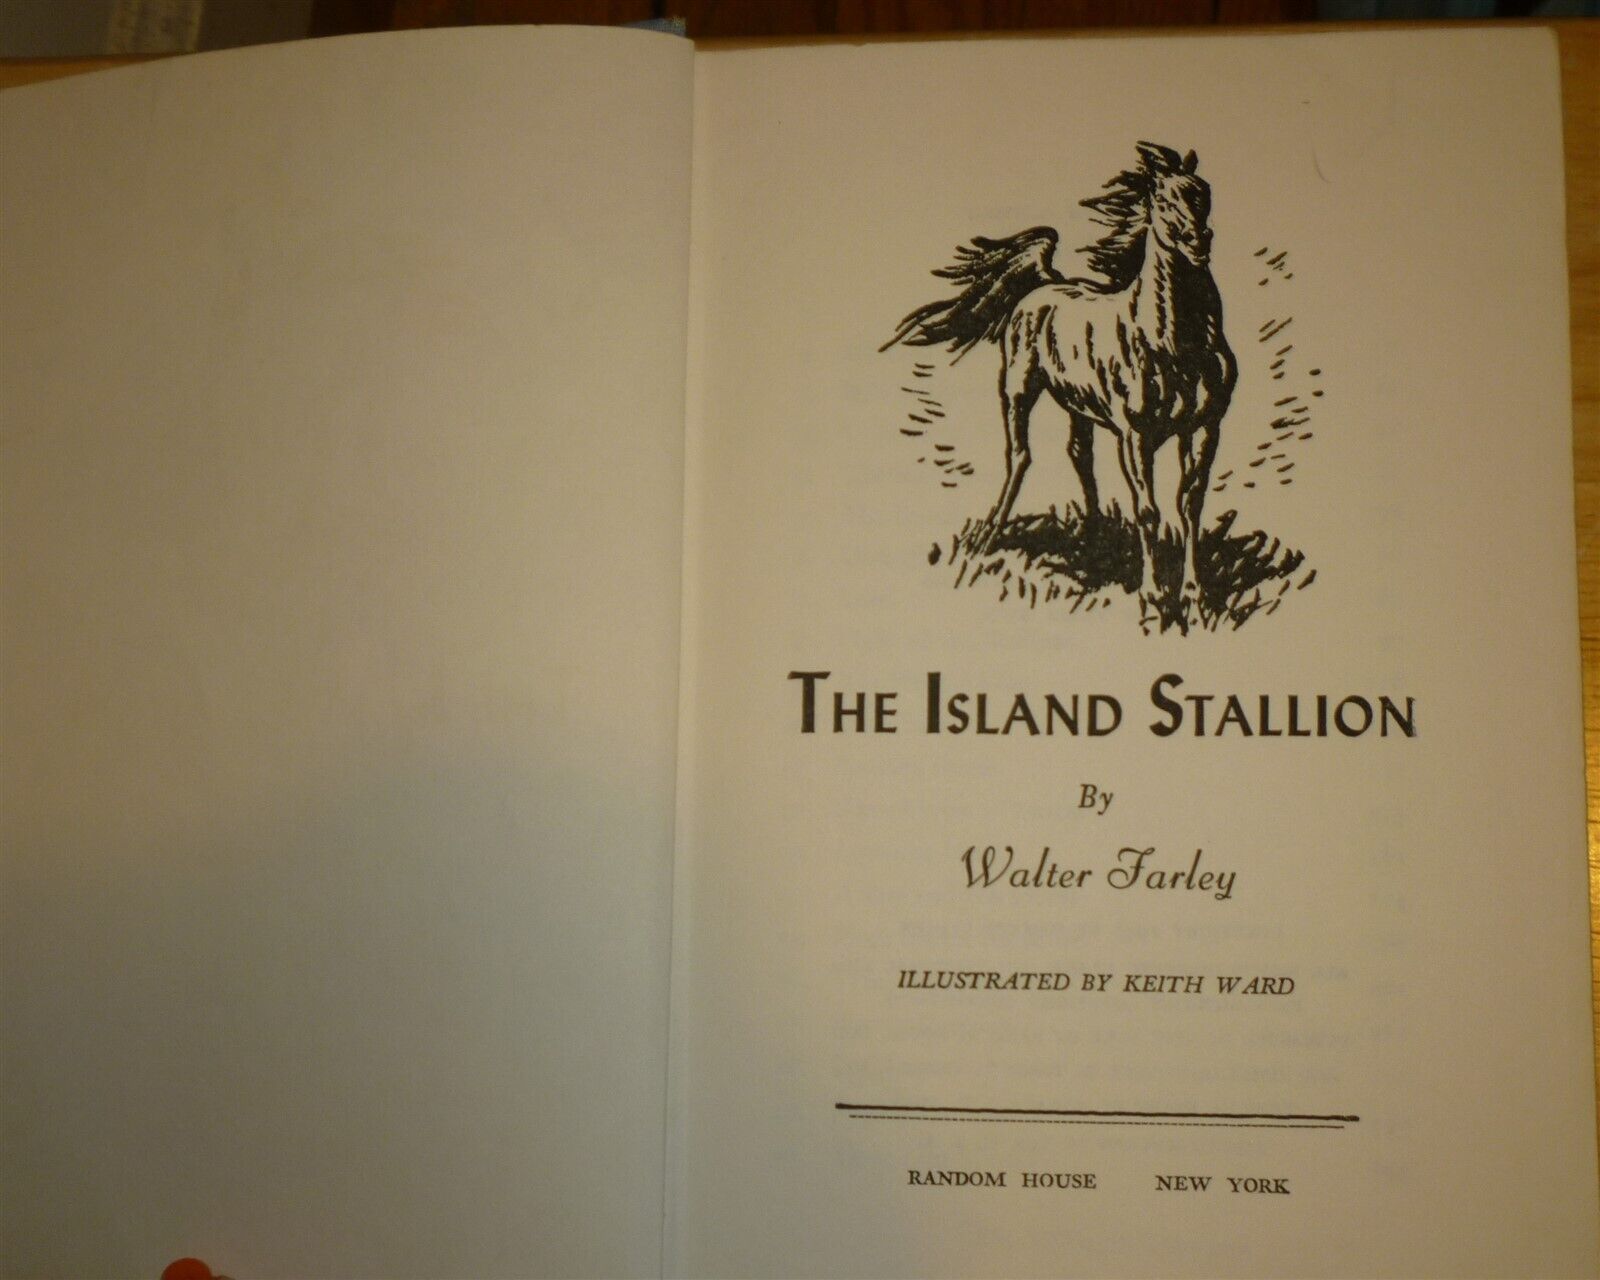 THE ISLAND STALLION
By
Walter Farley
ILLUSTRATED BY KEITH WARD
RANDOM HOUSE NEW YORK